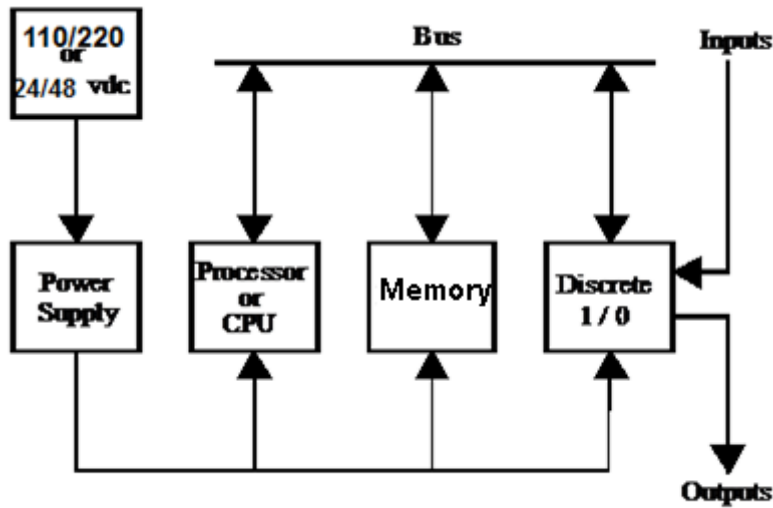 110/220
or
24/48 vdc
Bus
Inputs
Power
Supply
Processor
or
CPU
Memory
Discrete
1 / 0
Outputs